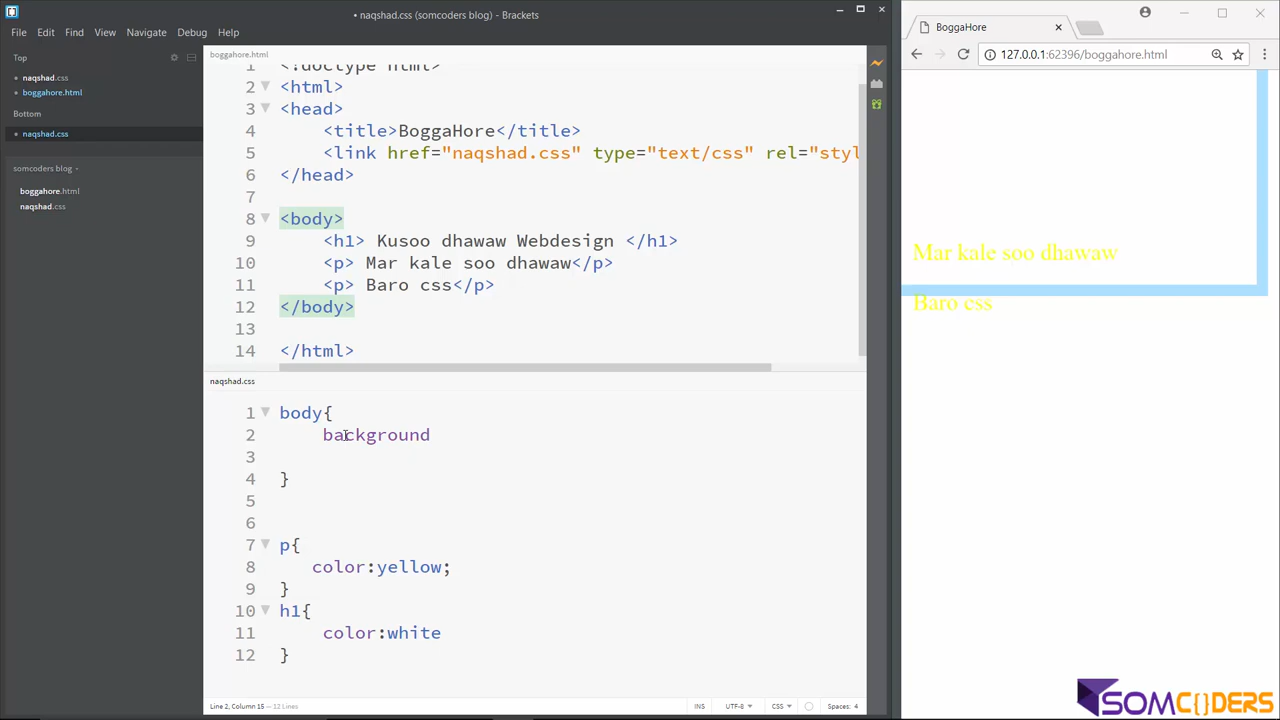 naqshad.css (somcoders blog) - Brackets
File Edit Find View Navigate Debug Help
Top
naqshad.css
boggahore.html
Bottom
naqshad.css
somcoders blog
boggahore.html
naqshad.css
boggahore.html
1 <!doctype html>
2 <html>
3 <head>
4 <title>BoggaHore</title>
5 <link href="naqshad.css" type="text/css" rel="styl
6 </head>
7
8 <body>
9 <h1> Kusoo dhawaw Webdesign </h1>
10 <p> Mar kale soo dhawaw</p>
11 <p> Baro css</p>
12 </body>
13
14 </html>
naqshad.css
1 body{
2 background
3
4 }
5
6
7 p{
8 color:yellow;
9 }
10 h1{
11 color:white
12 }
Line 2, Column 15 — 12 Lines
INS UTF-8 CSS Spaces: 4
BoggaHore
127.0.0.1:62396/boggahore.html
Mar kale soo dhawaw
Baro css
SOMC{}DERS